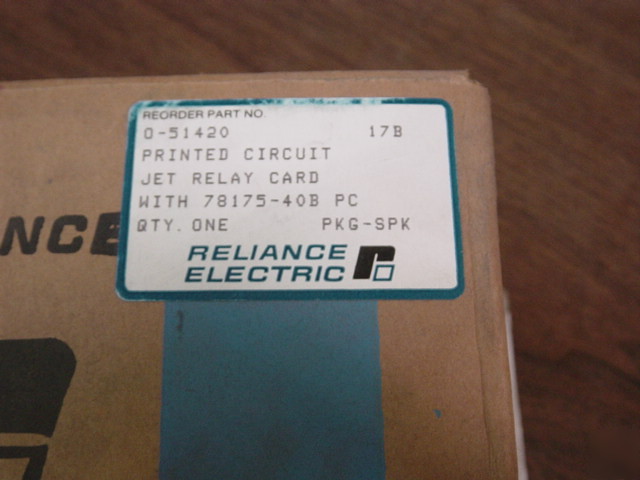 REORDER PART NO.
0-51420 17B
PRINTED CIRCUIT
JET RELAY CARD
WITH 78175-40B PC
QTY. ONE PKG-SPK
RELIANCE
ELECTRIC
NCE